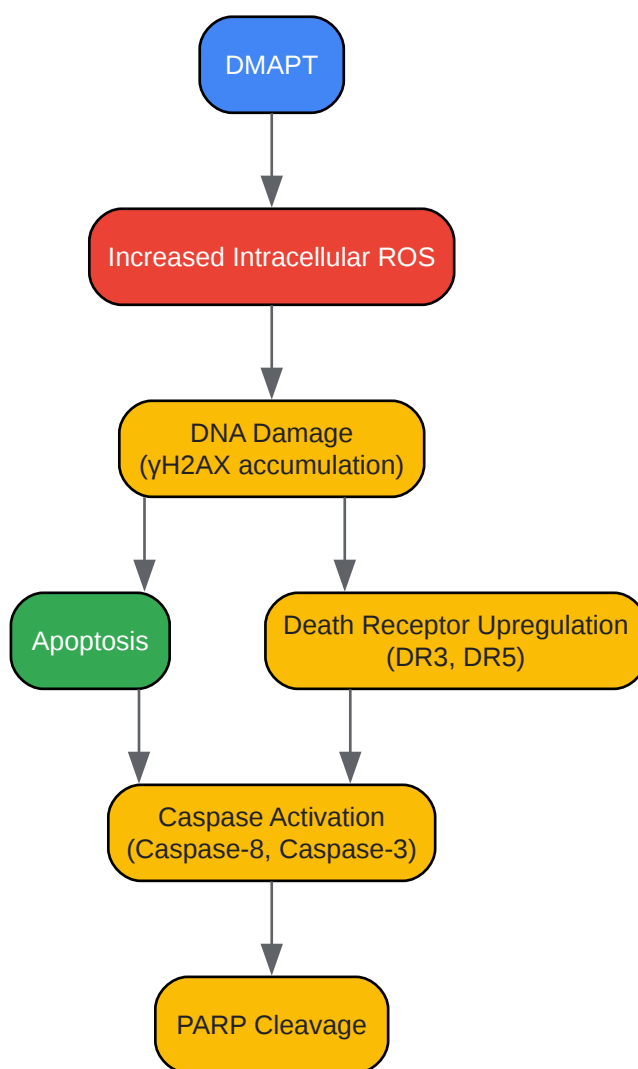 DMAPT
Increased Intracellular ROS
DNA Damage
(γH2AX accumulation)
Apoptosis
Death Receptor Upregulation
(DR3, DR5)
Caspase Activation
(Caspase-8, Caspase-3)
PARP Cleavage